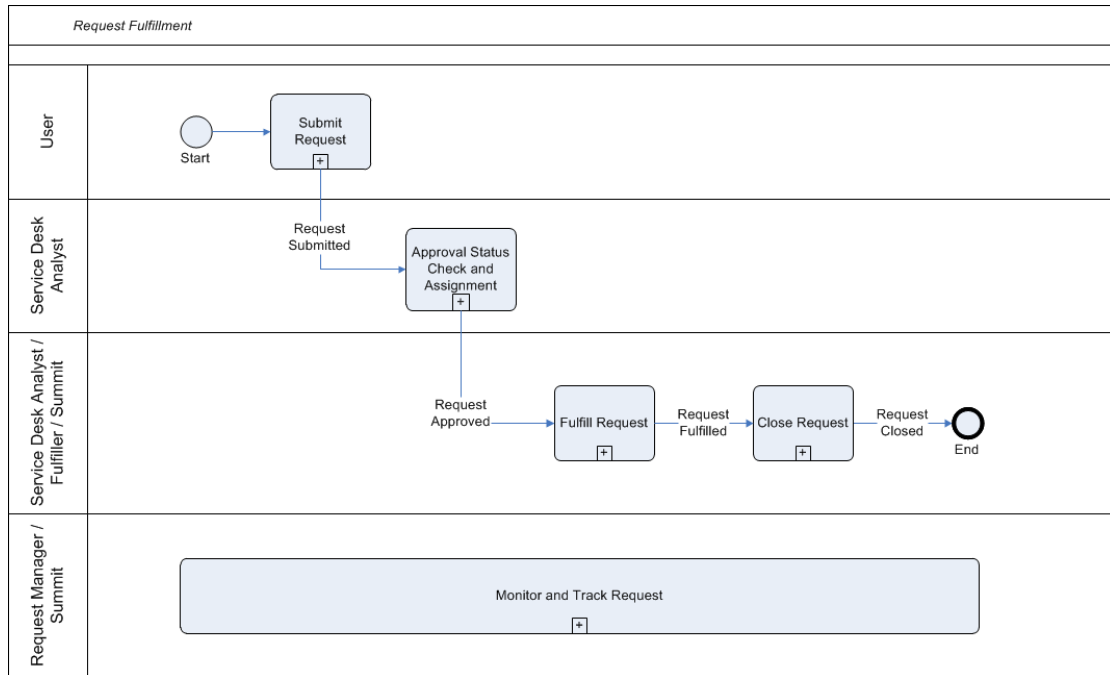 Request Fulfillment
User
Start
Submit
Request
Request
Submitted
Service Desk
Analyst
Approval Status
Check and
Assignment
Request
Approved
Service Desk Analyst /
Fulfiller / Summit
Fulfill Request
Request
Fulfilled
Close Request
Request
Closed
End
Request Manager /
Summit
Monitor and Track Request